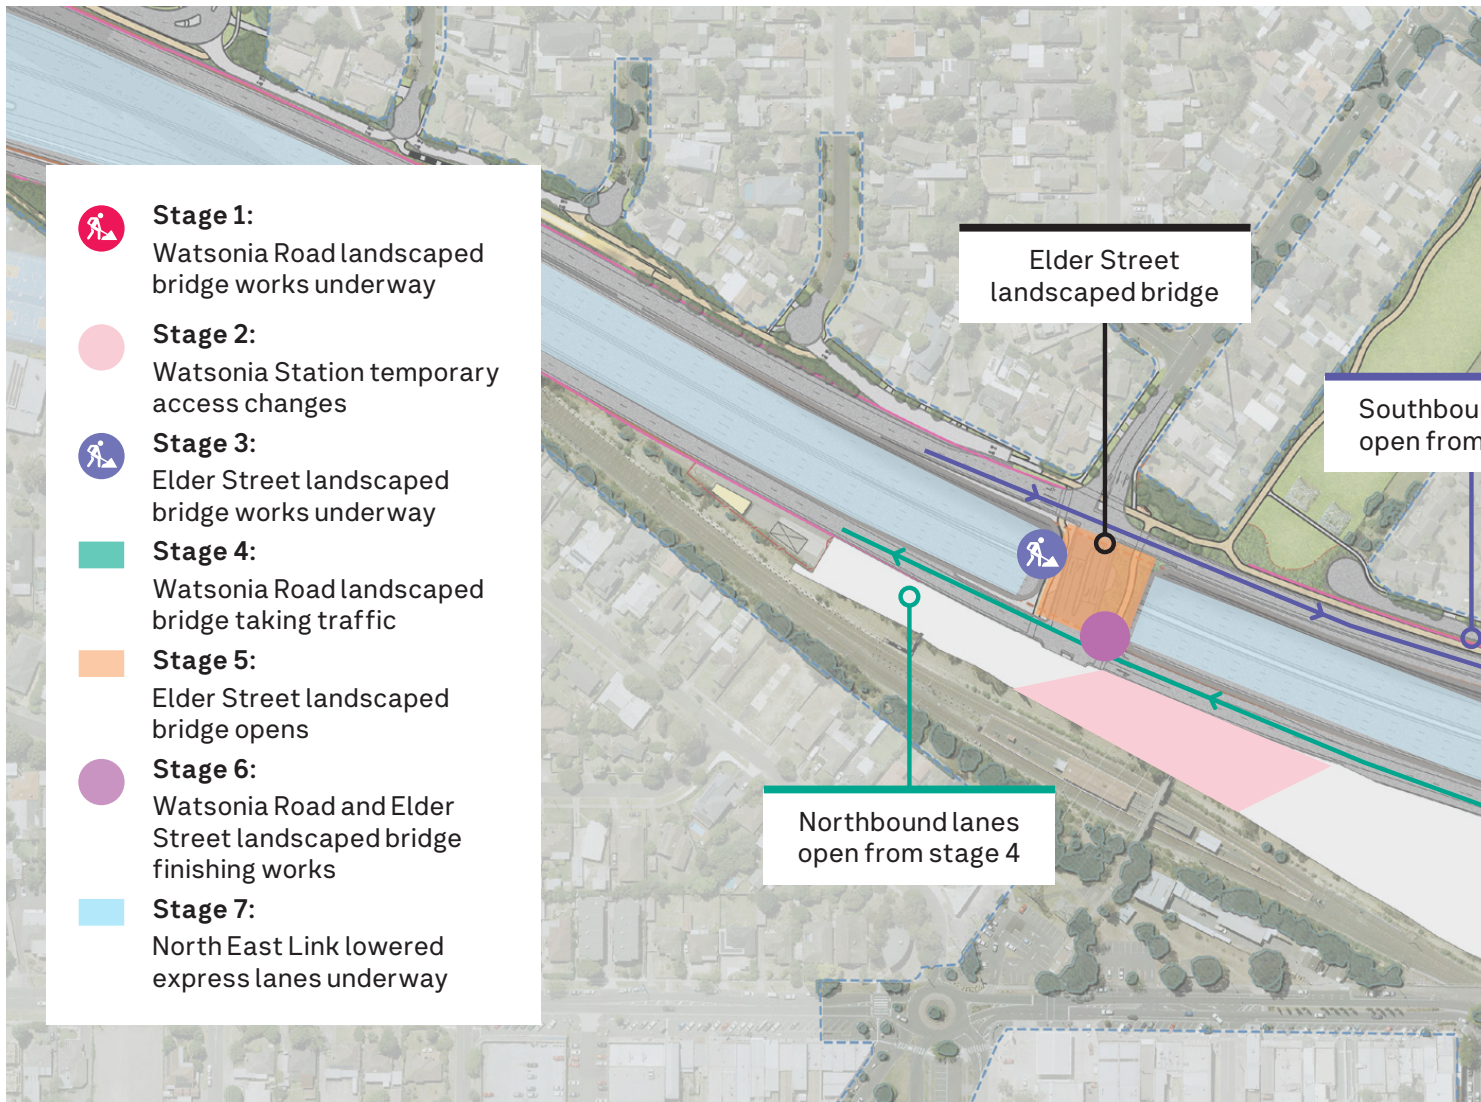 Stage 1:
Watsonia Road landscaped
bridge works underway
Stage 2:
Watsonia Station temporary
access changes
Stage 3:
Elder Street landscaped
bridge works underway
Stage 4:
Watsonia Road landscaped
bridge taking traffic
Stage 5:
Elder Street landscaped
bridge opens
Stage 6:
Watsonia Road and Elder
Street landscaped bridge
finishing works
Stage 7:
North East Link lowered
express lanes underway
Elder Street
landscaped bridge
Southbou
open from
Northbound lanes
open from stage 4